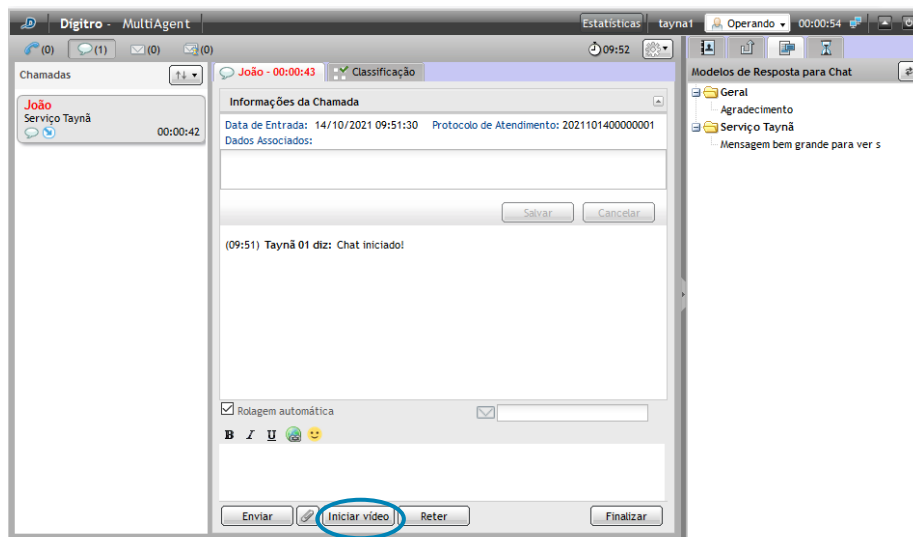 Dígitro - MultiAgent Estatísticas tayna1 Operando 00:00:54
(0) (1) (0) (0) 09:52
Chamadas
João
Serviço Taynã
00:00:42
João - 00:00:43 Classificação
Informações da Chamada
Data de Entrada: 14/10/2021 09:51:30 Protocolo de Atendimento: 2021101400000001
Dados Associados:
Salvar Cancelar
(09:51) Taynã 01 diz: Chat iniciado!
Rolagem automática
B I U
Enviar Iniciar vídeo Reter Finalizar
Modelos de Resposta para Chat
Geral
Agradecimento
Serviço Taynã
Mensagem bem grande para ver s